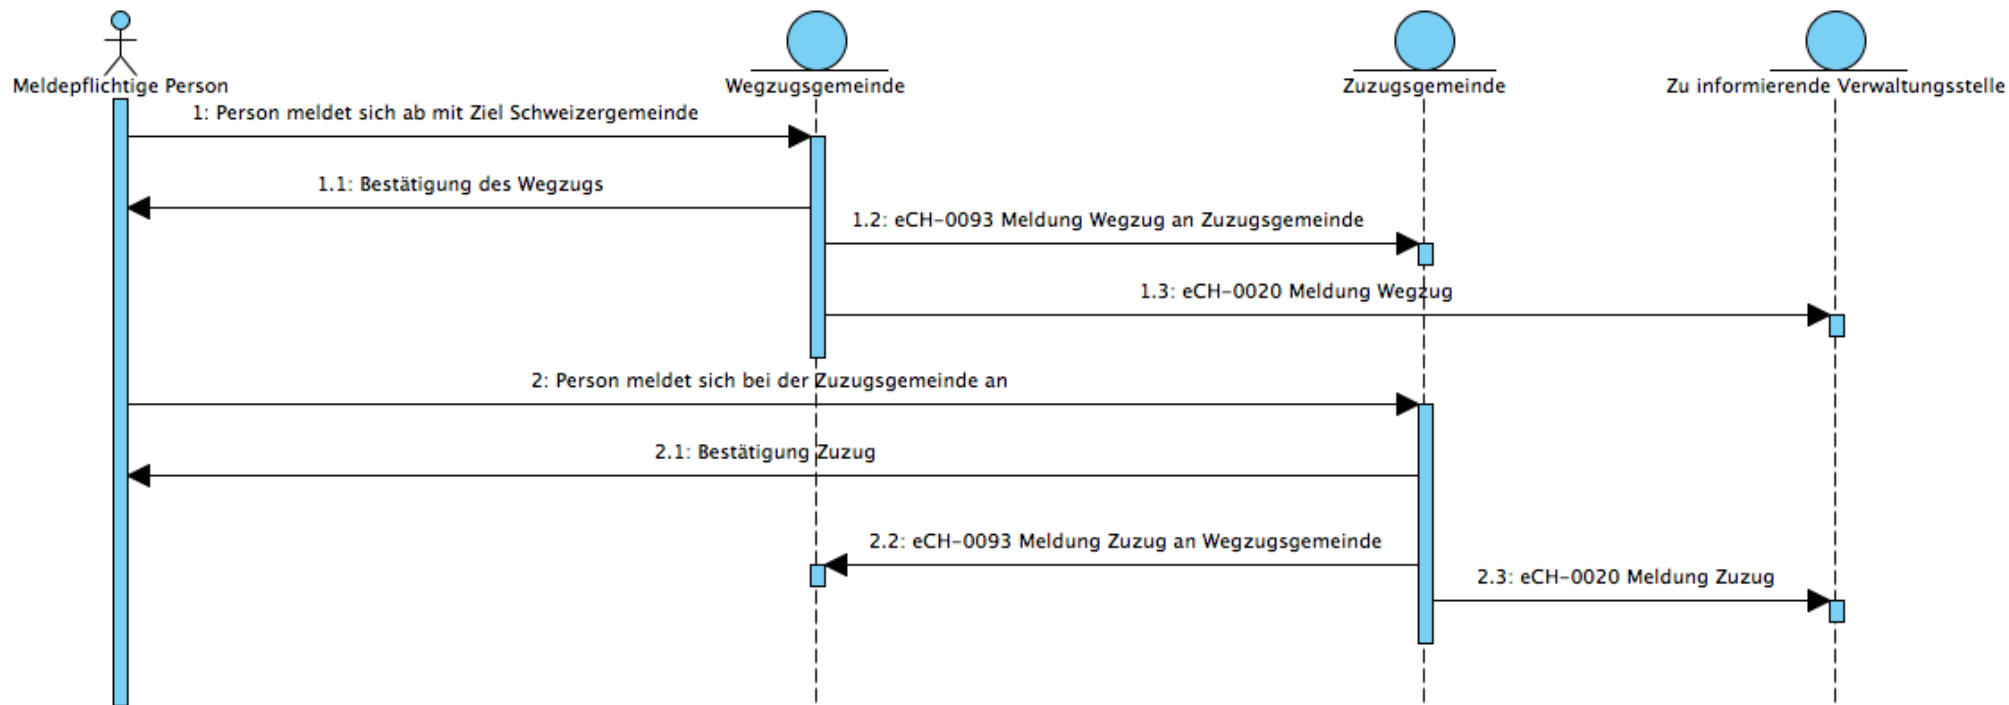 Meldepflichtige Person
Wegzugsgemeinde
Zuzugsgemeinde
Zu informierende Verwaltungsstelle
1: Person meldet sich ab mit Ziel Schweizergemeinde
1.1: Bestätigung des Wegzugs
1.2: eCH-0093 Meldung Wegzug an Zuzugsgemeinde
1.3: eCH-0020 Meldung Wegzug
2: Person meldet sich bei der Zuzugsgemeinde an
2.1: Bestätigung Zuzug
2.2: eCH-0093 Meldung Zuzug an Wegzugsgemeinde
2.3: eCH-0020 Meldung Zuzug